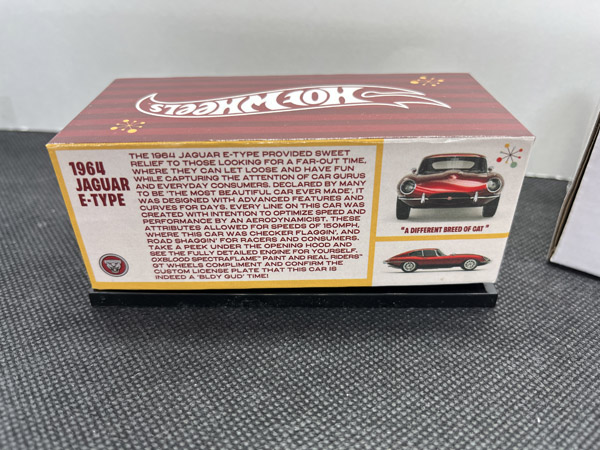 HOT WHEELS
1964
JAGUAR
E-TYPE
THE 1964 JAGUAR E-TYPE PROVIDED SWEET
RELIEF TO THOSE LOOKING FOR A FAR-OUT TIME,
WHERE THEY CAN LET LOOSE AND HAVE FUN
WHILE CAPTURING THE ATTENTION OF CAR GURUS
AND EVERYDAY CONSUMERS. DECLARED BY MANY
TO BE 'THE MOST BEAUTIFUL CAR EVER MADE', IT
WAS DESIGNED WITH ADVANCED FEATURES AND
CURVES FOR DAYS. EVERY LINE ON THIS CAR WAS
CREATED WITH INTENTION TO OPTIMIZE SPEED AND
PERFORMANCE BY AN AERODYNAMICIST. THESE
ATTRIBUTES ALLOWED FOR SPEEDS OF 150MPH,
WHERE THIS CAR WAS CHECKER FLAGGIN', AND
ROAD SHAGGIN' FOR RACERS AND CONSUMERS.
TAKE A PEEK UNDER THE OPENING HOOD AND
SEE THE FULLY DETAILED ENGINE FOR YOURSELF.
OXBLOOD SPECTRAFLAME™ PAINT AND REAL RIDERS™
GT WHEELS COMPLIMENT AND CONFIRM THE
CUSTOM LICENSE PLATE THAT THIS CAR IS
INDEED A 'BLDY GUD' TIME!
"A DIFFERENT BREED OF CAT"